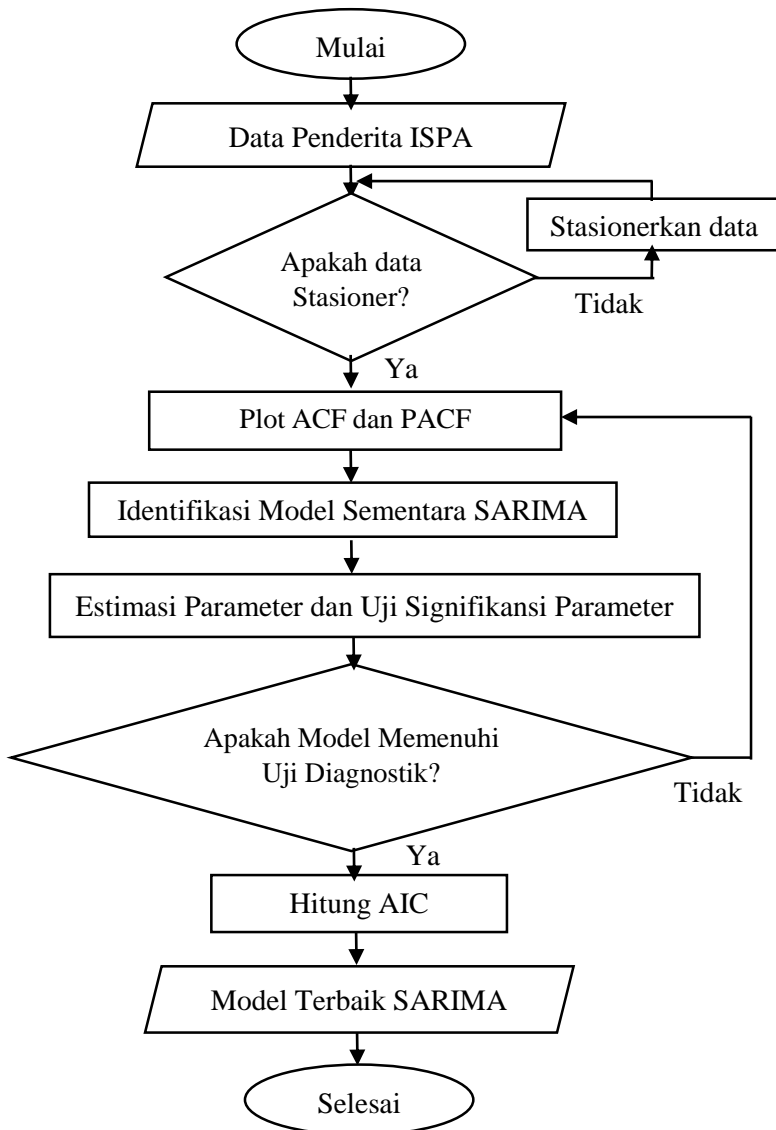 Mulai
Data Penderita ISPA
Stasionerkan data
Apakah data
Stasioner?
Tidak
Ya
Plot ACF dan PACF
Identifikasi Model Sementara SARIMA
Estimasi Parameter dan Uji Signifikansi Parameter
Apakah Model Memenuhi
Uji Diagnostik?
Tidak
Ya
Hitung AIC
Model Terbaik SARIMA
Selesai